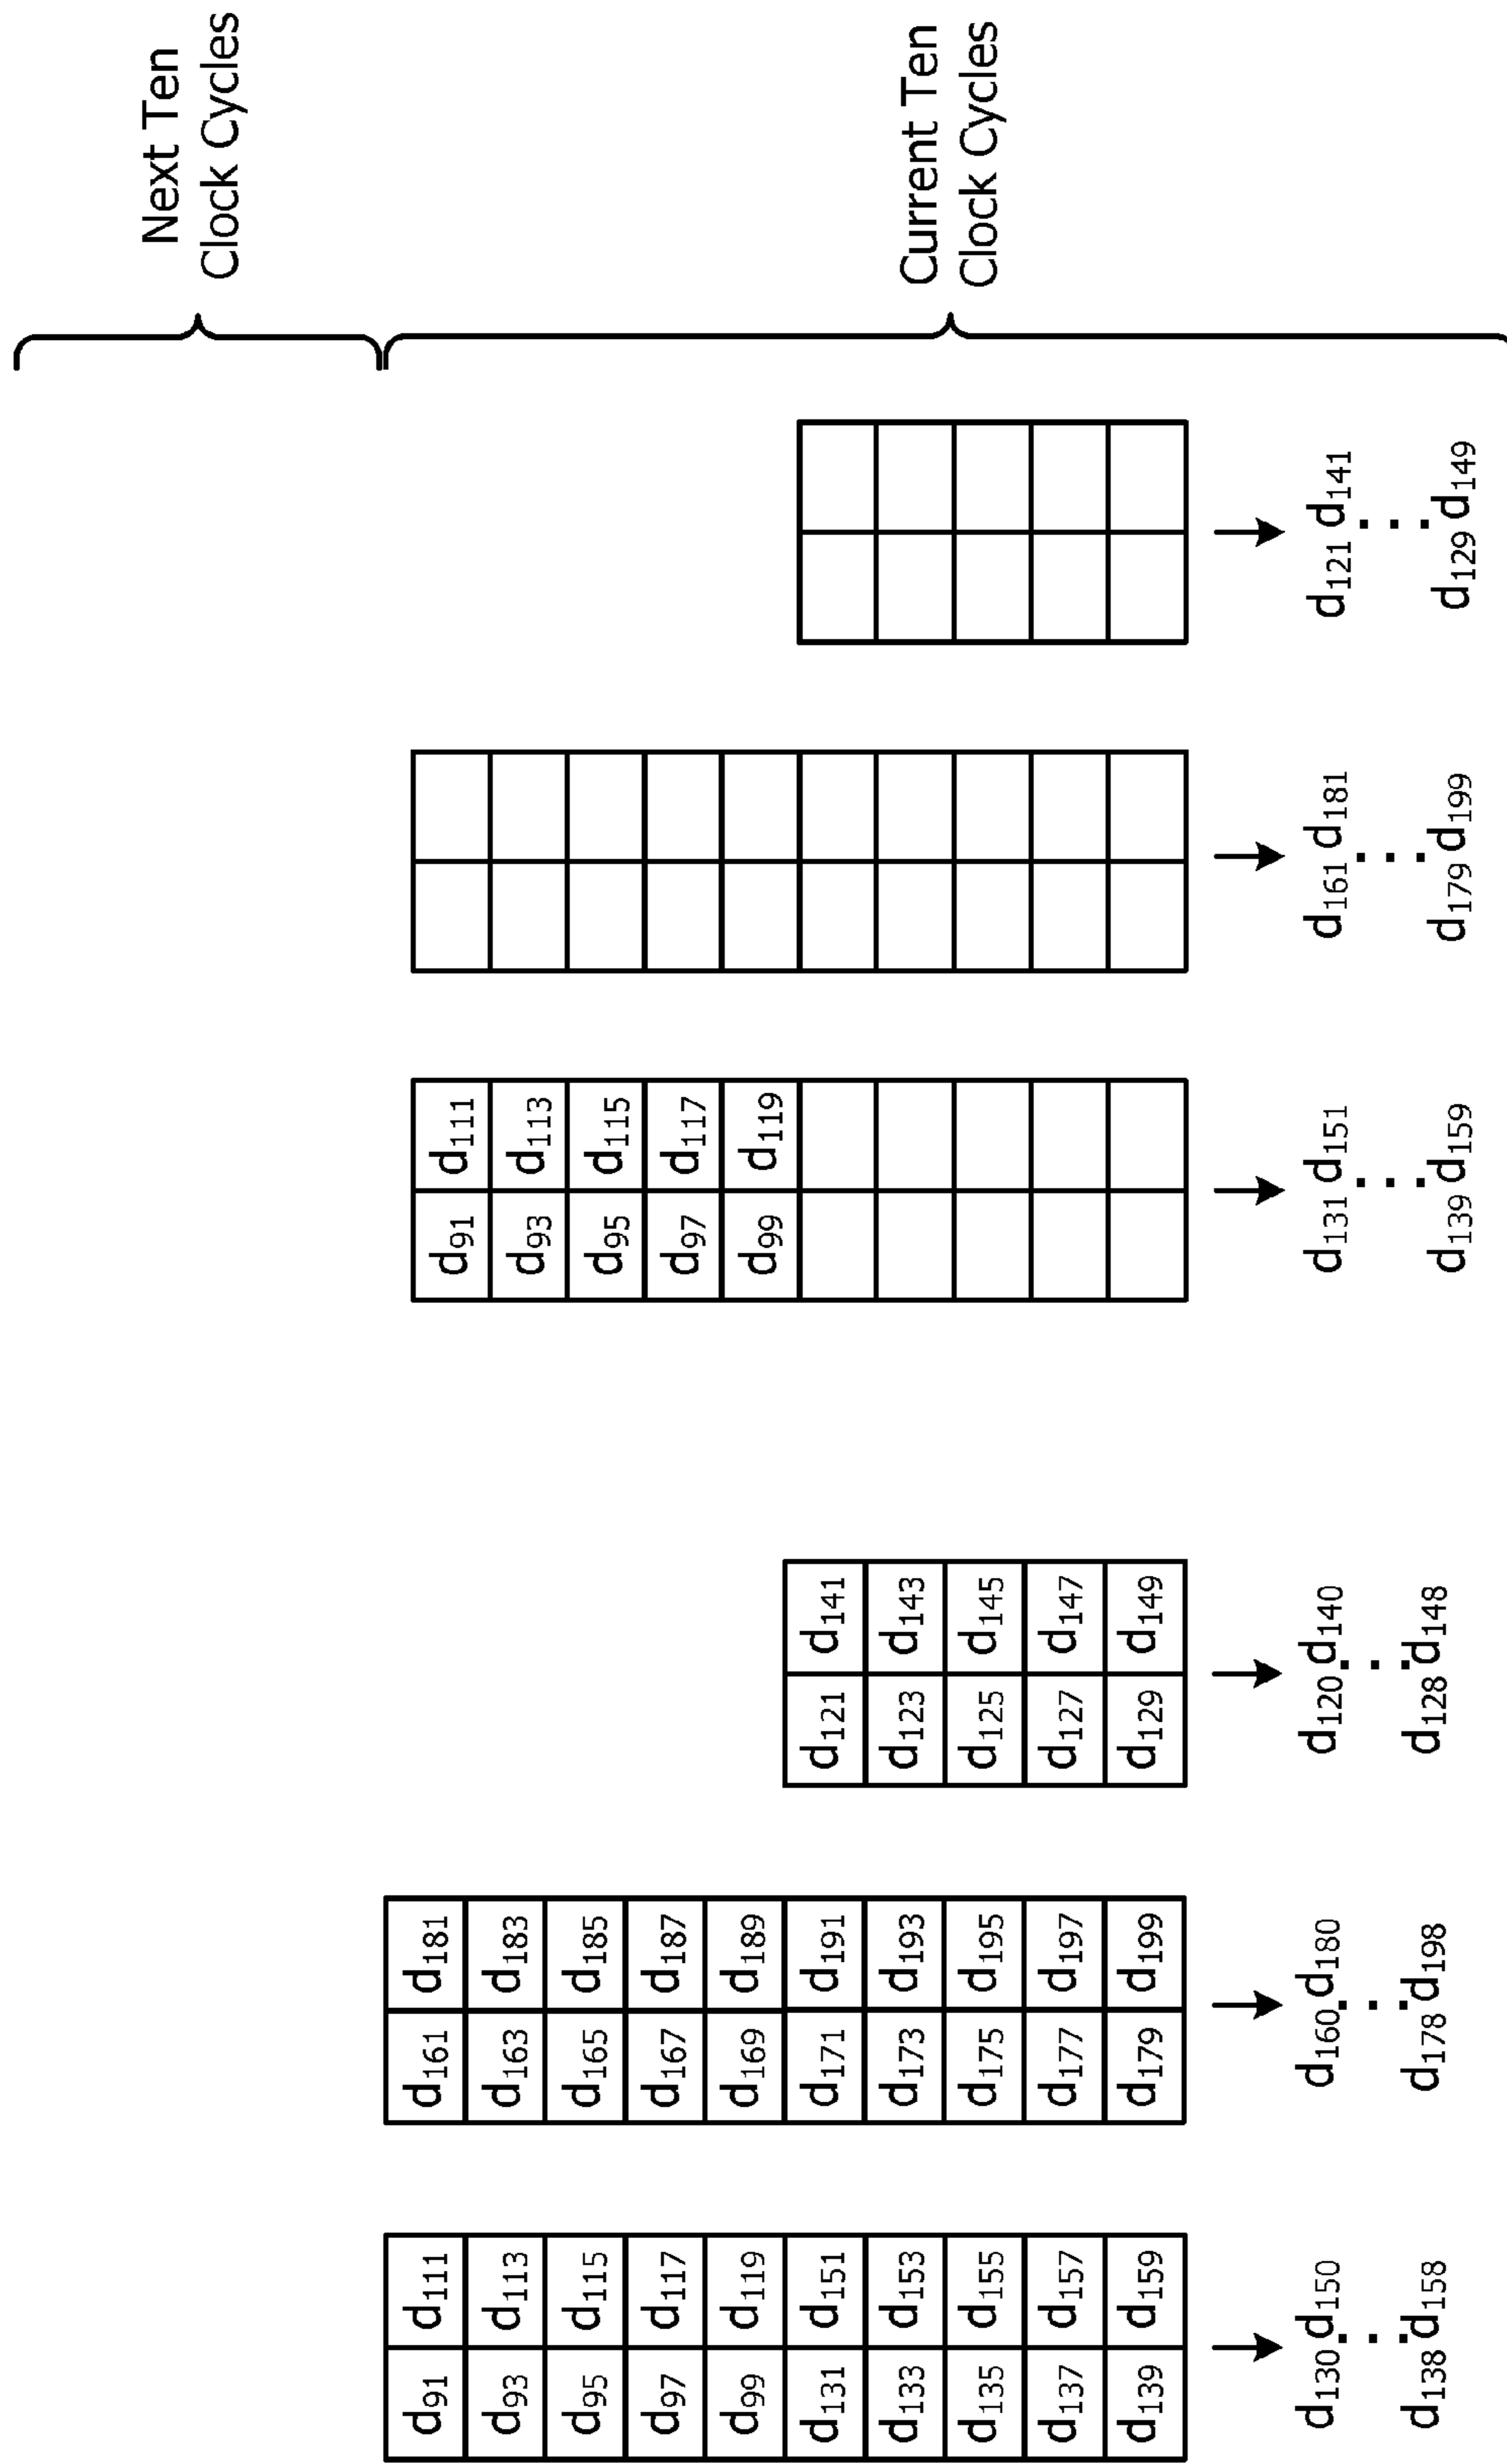 Next Ten
Clock Cycles
Current Ten
Clock Cycles
d91 d111
d93 d113
d95 d115
d97 d117
d99 d119
d131 d151
d133 d153
d135 d155
d137 d157
d139 d159
d130 d150
...
d138 d158
d161 d181
d163 d183
d165 d185
d167 d187
d169 d189
d171 d191
d173 d193
d175 d195
d177 d197
d179 d199
d160 d180
...
d178 d198
d121 d141
d123 d143
d125 d145
d127 d147
d129 d149
d120 d140
...
d128 d148
d91 d111
d93 d113
d95 d115
d97 d117
d99 d119
d131 d151
...
d139 d159
d161 d181
...
d179 d199
d121 d141
...
d129 d149